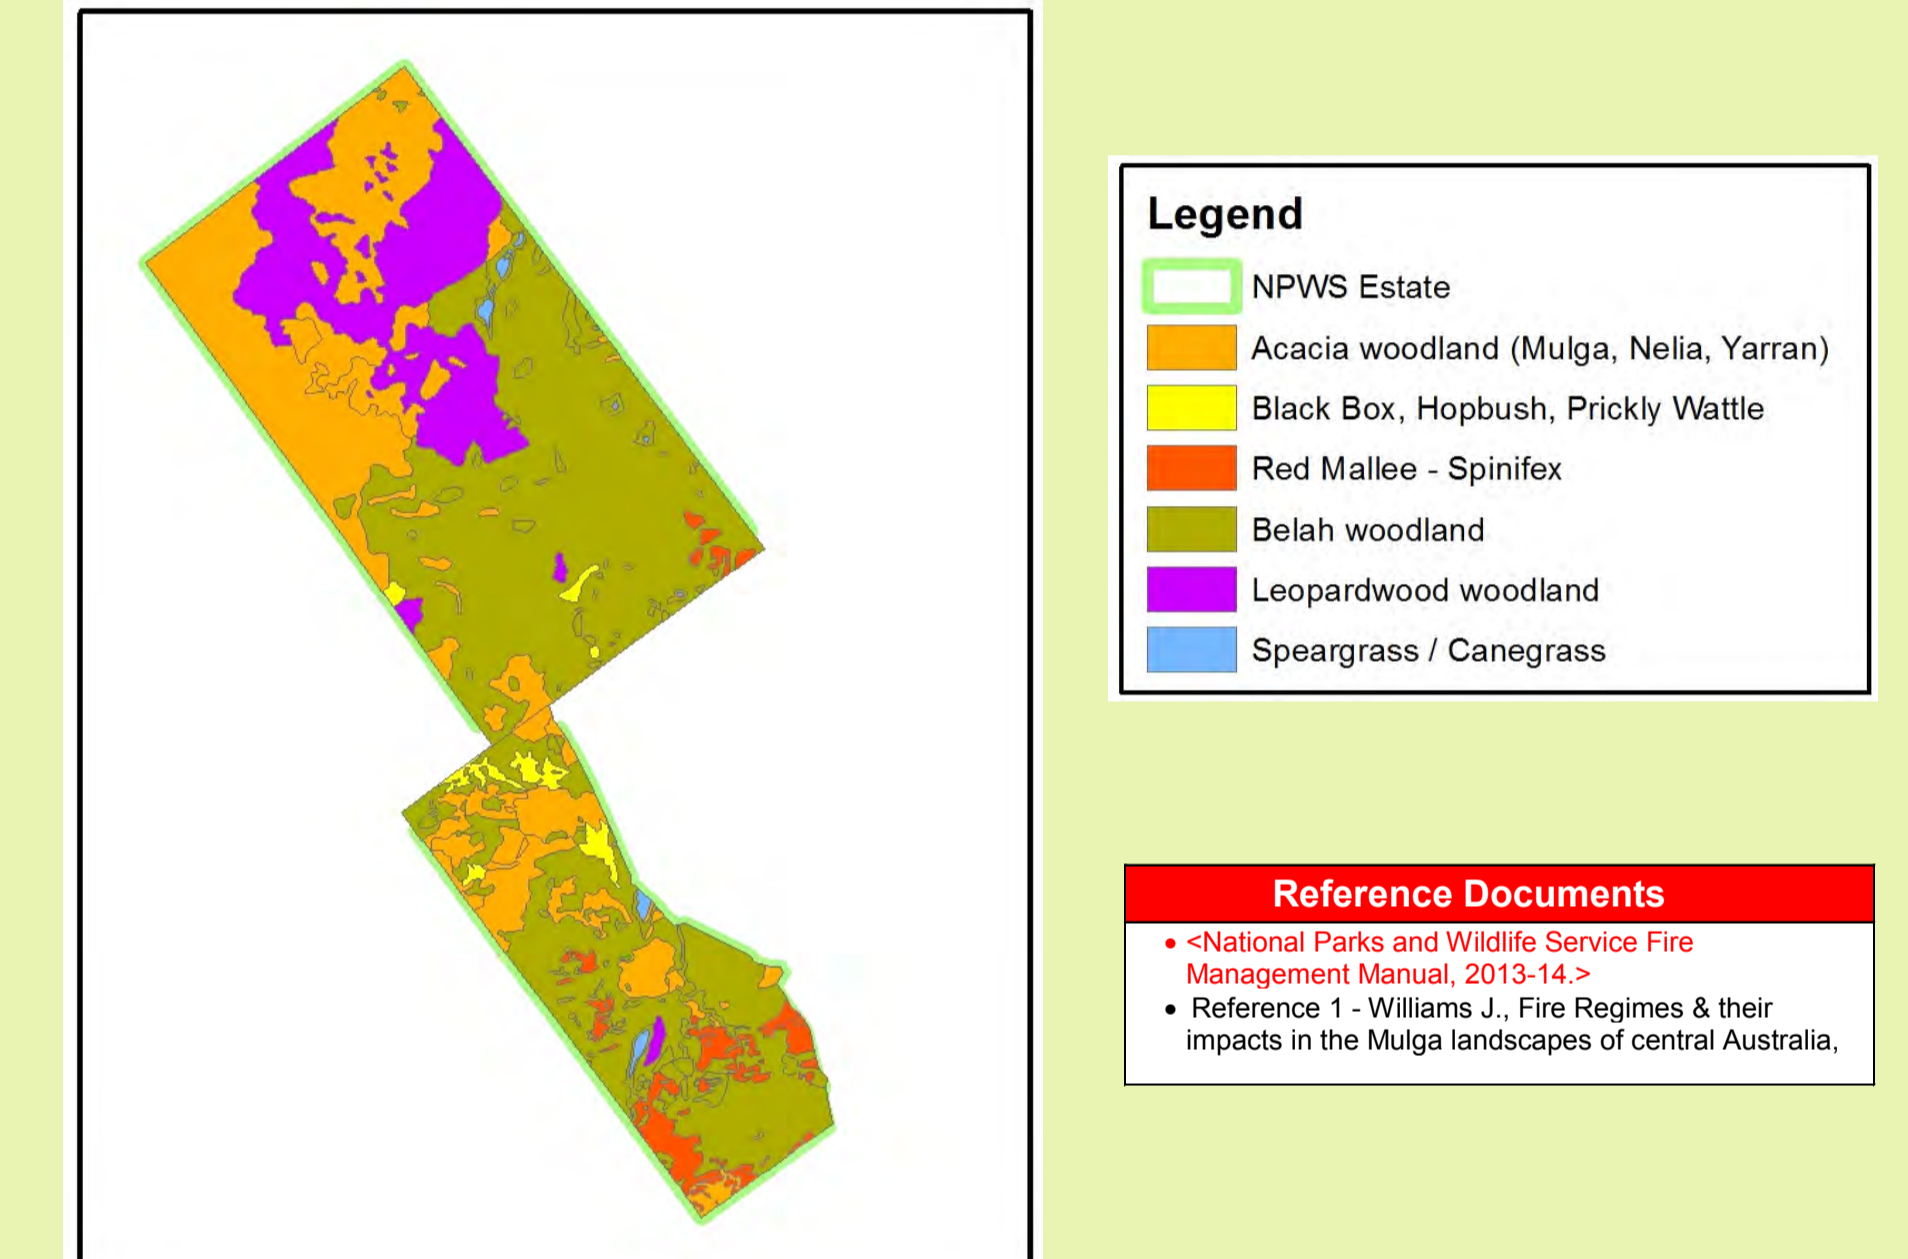 Legend
NPWS Estate
Acacia woodland (Mulga, Nelia, Yarran)
Black Box, Hopbush, Prickly Wattle
Red Mallee - Spinifex
Belah woodland
Leopardwood woodland
Speargrass / Canegrass
Reference Documents
• <National Parks and Wildlife Service Fire
Management Manual, 2013-14.>
• Reference 1 - Williams J., Fire Regimes & their
impacts in the Mulga landscapes of central Australia,